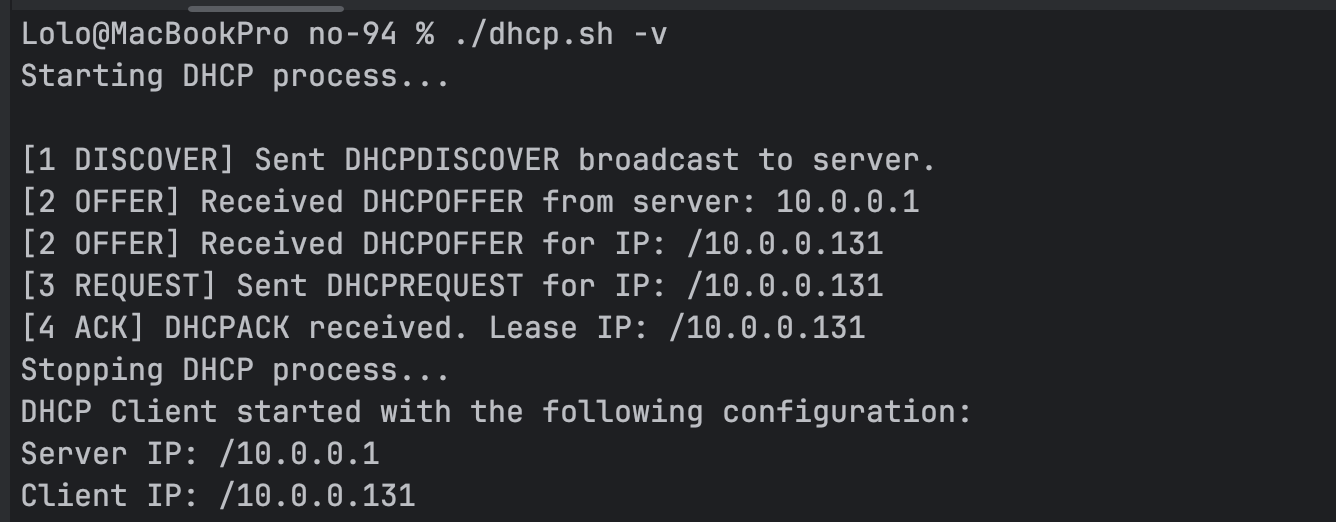 Lolo@MacBookPro no-94 % ./dhcp.sh -v
Starting DHCP process...
[1 DISCOVER] Sent DHCPDISCOVER broadcast to server.
[2 OFFER] Received DHCPOFFER from server: 10.0.0.1
[2 OFFER] Received DHCPOFFER for IP: /10.0.0.131
[3 REQUEST] Sent DHCPREQUEST for IP: /10.0.0.131
[4 ACK] DHCPACK received. Lease IP: /10.0.0.131
Stopping DHCP process...
DHCP Client started with the following configuration:
Server IP: /10.0.0.1
Client IP: /10.0.0.131